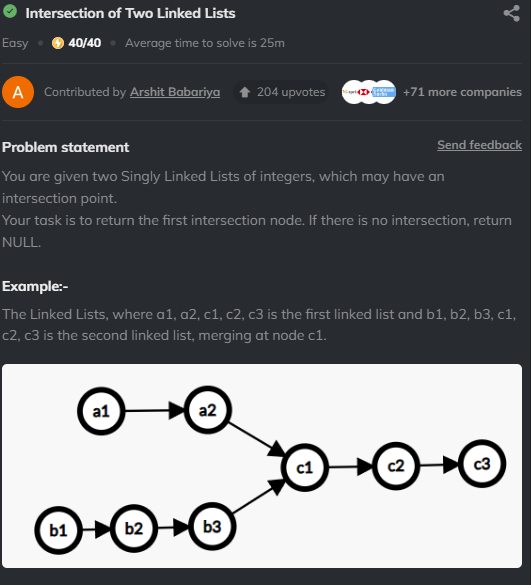 Intersection of Two Linked Lists
Easy • 40/40 • Average time to solve is 25m
A Contributed by Arshit Babariya 204 upvotes +71 more companies
Problem statement Send feedback
You are given two Singly Linked Lists of integers, which may have an
intersection point.
Your task is to return the first intersection node. If there is no intersection, return
NULL.
Example:-
The Linked Lists, where a1, a2, c1, c2, c3 is the first linked list and b1, b2, b3, c1,
c2, c3 is the second linked list, merging at node c1.
a1 a2
c1 c2 c3
b1 b2 b3